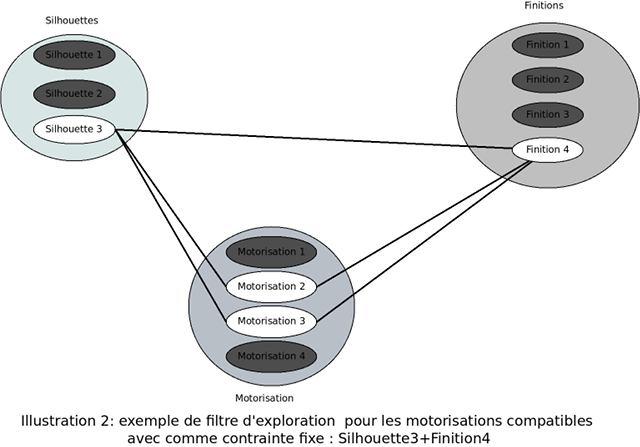 Silhouettes
Silhouette 1
Silhouette 2
Silhouette 3
Finitions
Finition 1
Finition 2
Finition 3
Finition 4
Motorisation 1
Motorisation 2
Motorisation 3
Motorisation 4
Motorisation
Illustration 2: exemple de filtre d'exploration  pour les motorisations compatibles
avec comme contrainte fixe : Silhouette3+Finition4